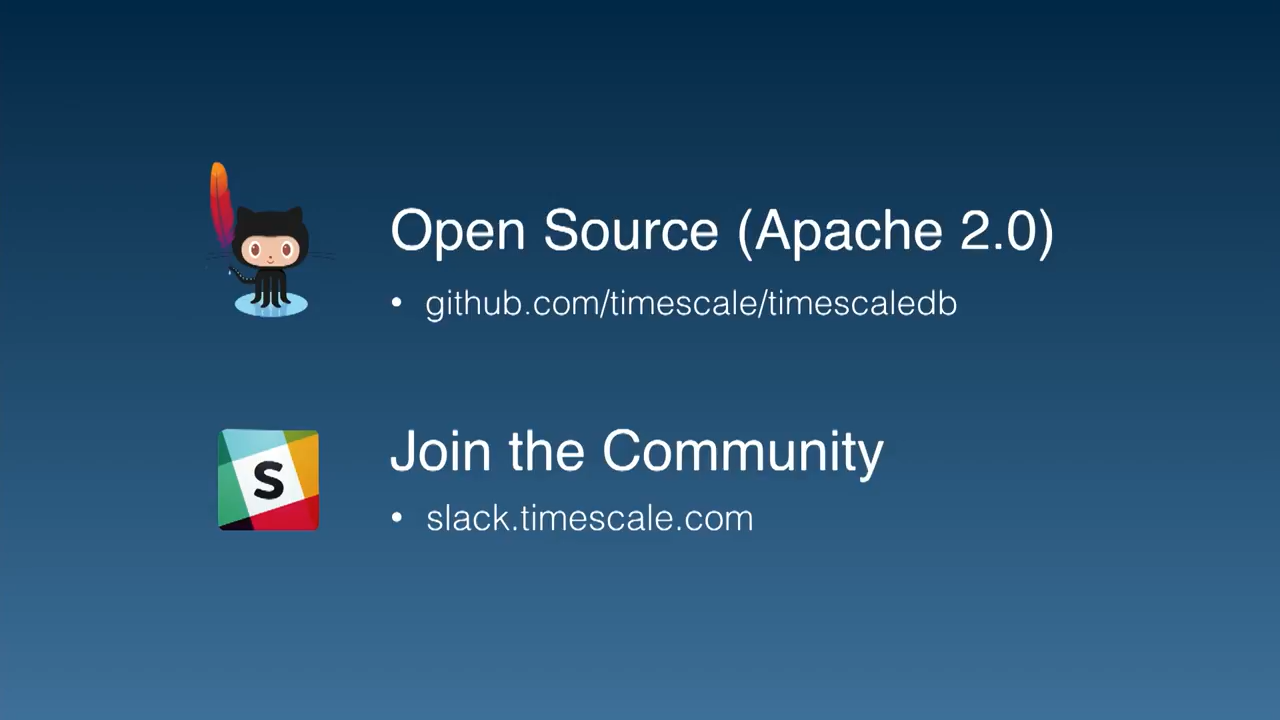 Open Source (Apache 2.0)
• github.com/timescale/timescaledb
S
Join the Community
• slack.timescale.com